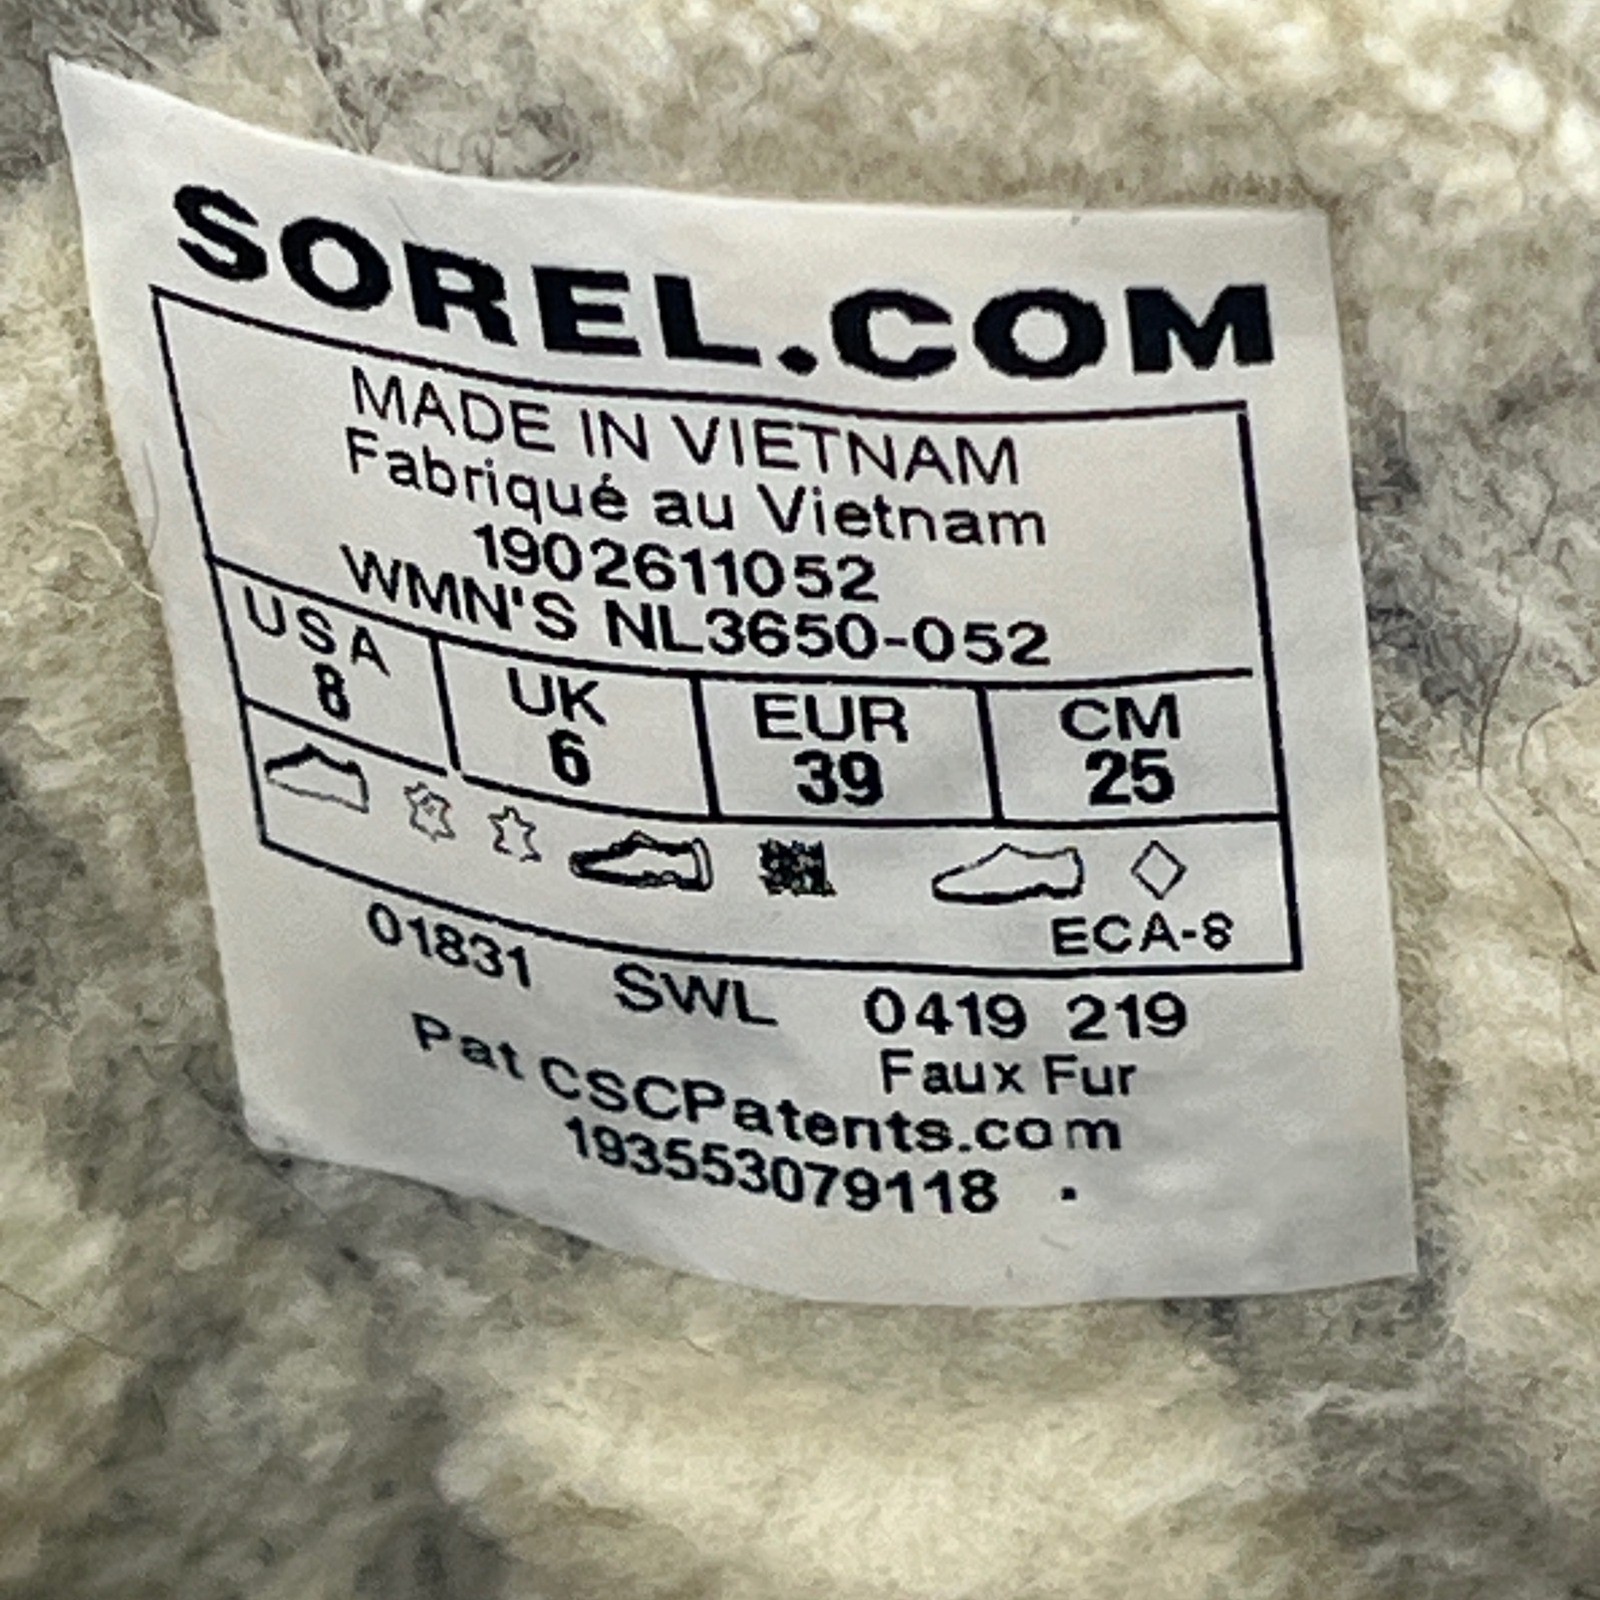 SOREL.COM
MADE IN VIETNAM
Fabriqué au Vietnam
1902611052
WMN'S NL3650-052
USA UK EUR CM
8 6 39 25
ECA-8
01831 SWL 0419 219
Faux Fur
Pat CSCPatents.com
193553079118 .